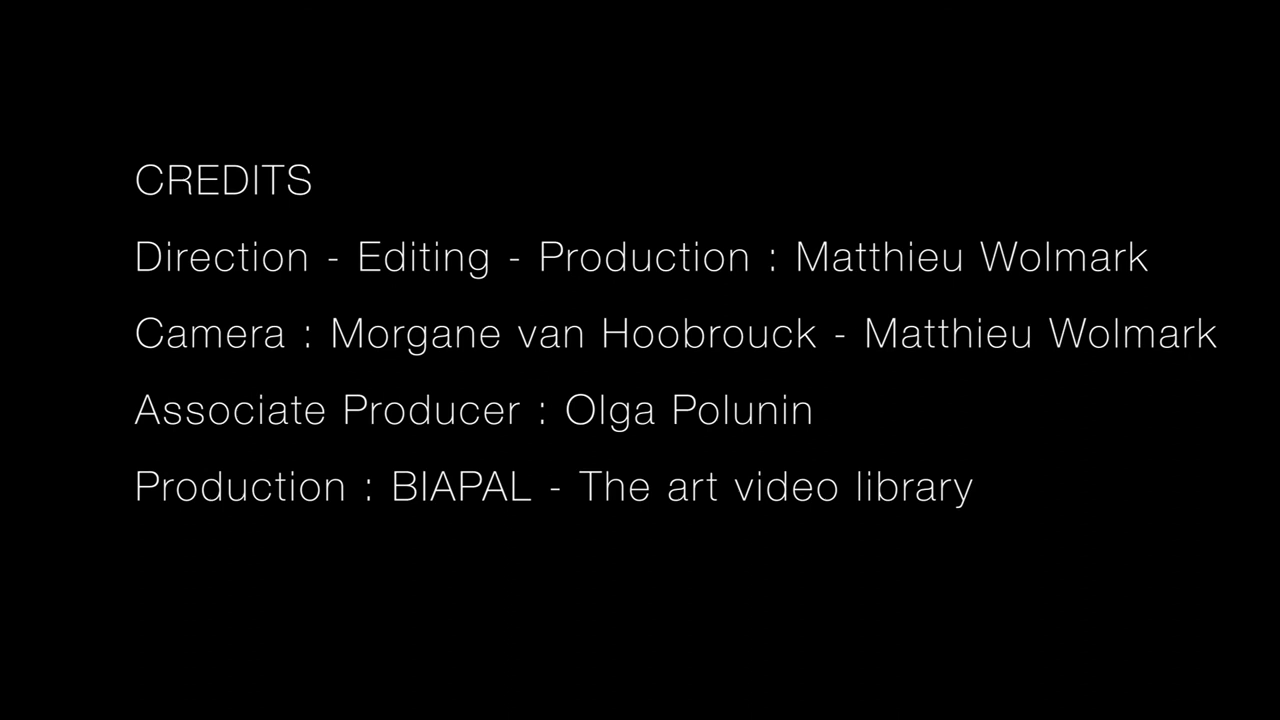 CREDITS
Direction - Editing - Production : Matthieu Wolmark
Camera : Morgane van Hoobrouck - Matthieu Wolmark
Associate Producer : Olga Polunin
Production : BIAPAL - The art video library